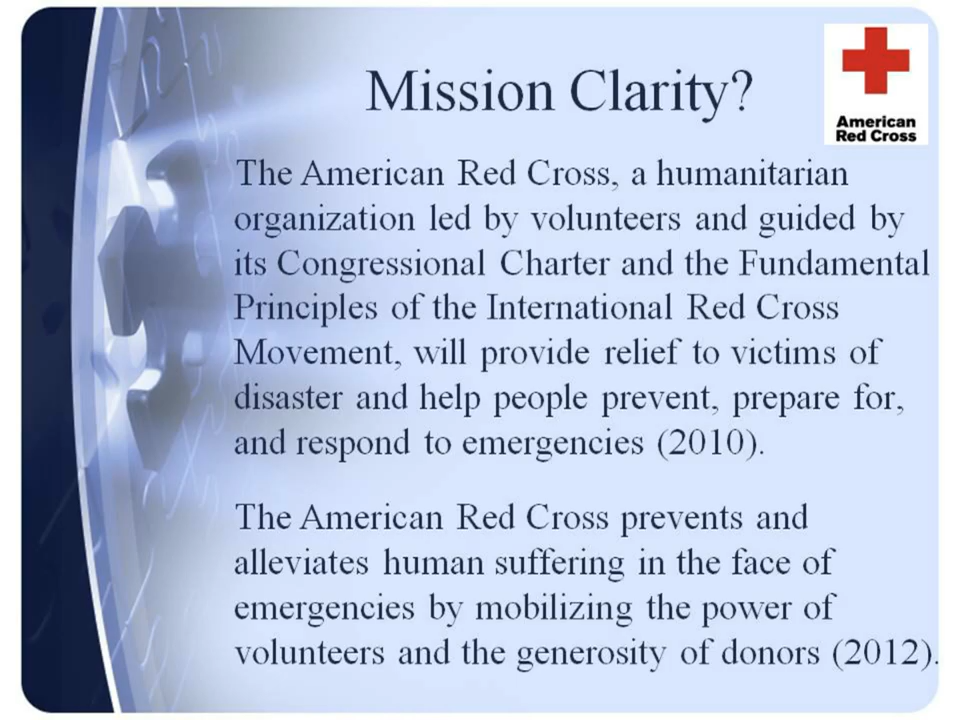 Mission Clarity?
American
Red Cross
The American Red Cross, a humanitarian
organization led by volunteers and guided by
its Congressional Charter and the Fundamental
Principles of the International Red Cross
Movement, will provide relief to victims of
disaster and help people prevent, prepare for,
and respond to emergencies (2010).
The American Red Cross prevents and
alleviates human suffering in the face of
emergencies by mobilizing the power of
volunteers and the generosity of donors (2012).